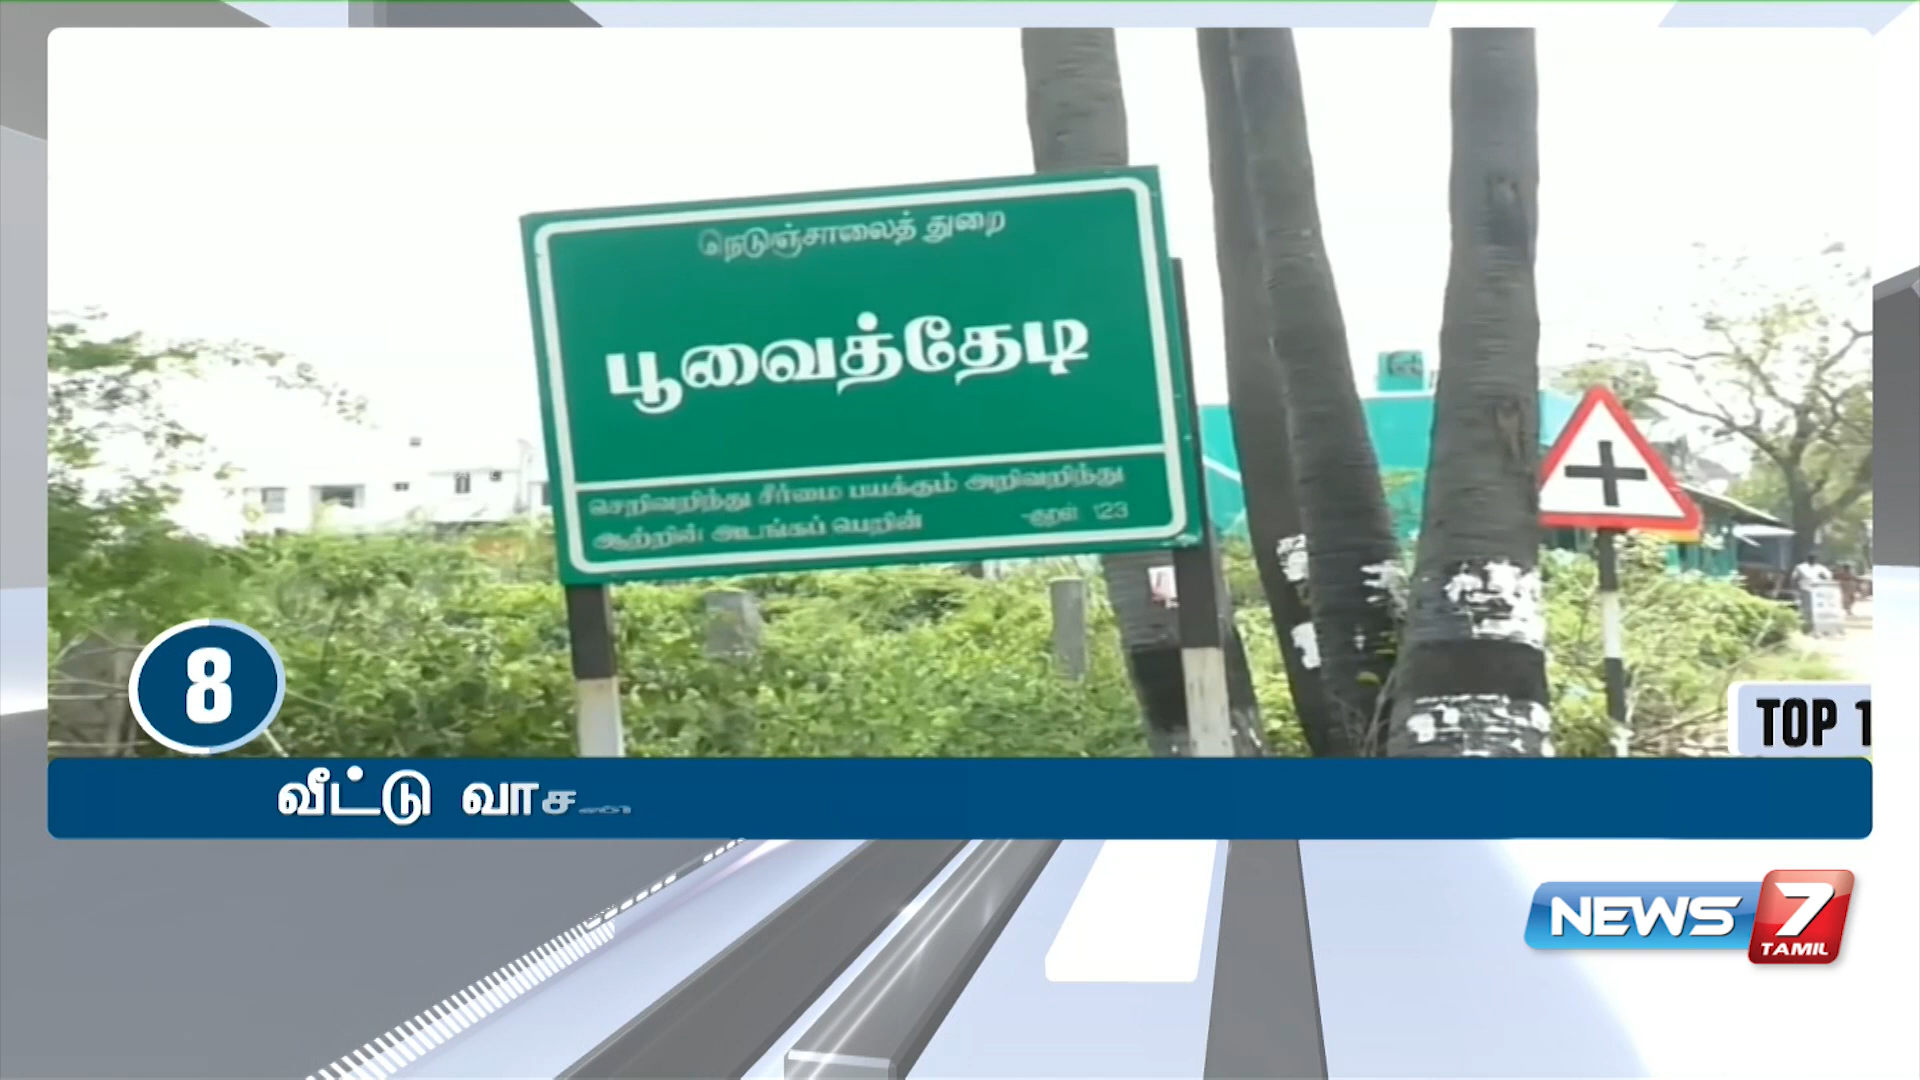 நெடுஞ்சாலைத் துறை
பூவைத்தேடி
செறிவறிந்து சீர்மை பயக்கும் அறிவறிந்து
ஆற்றின் அடங்கப் பெறின் -குறள் 123
8
TOP 1
வீட்டு வாச
NEWS 7
TAMIL